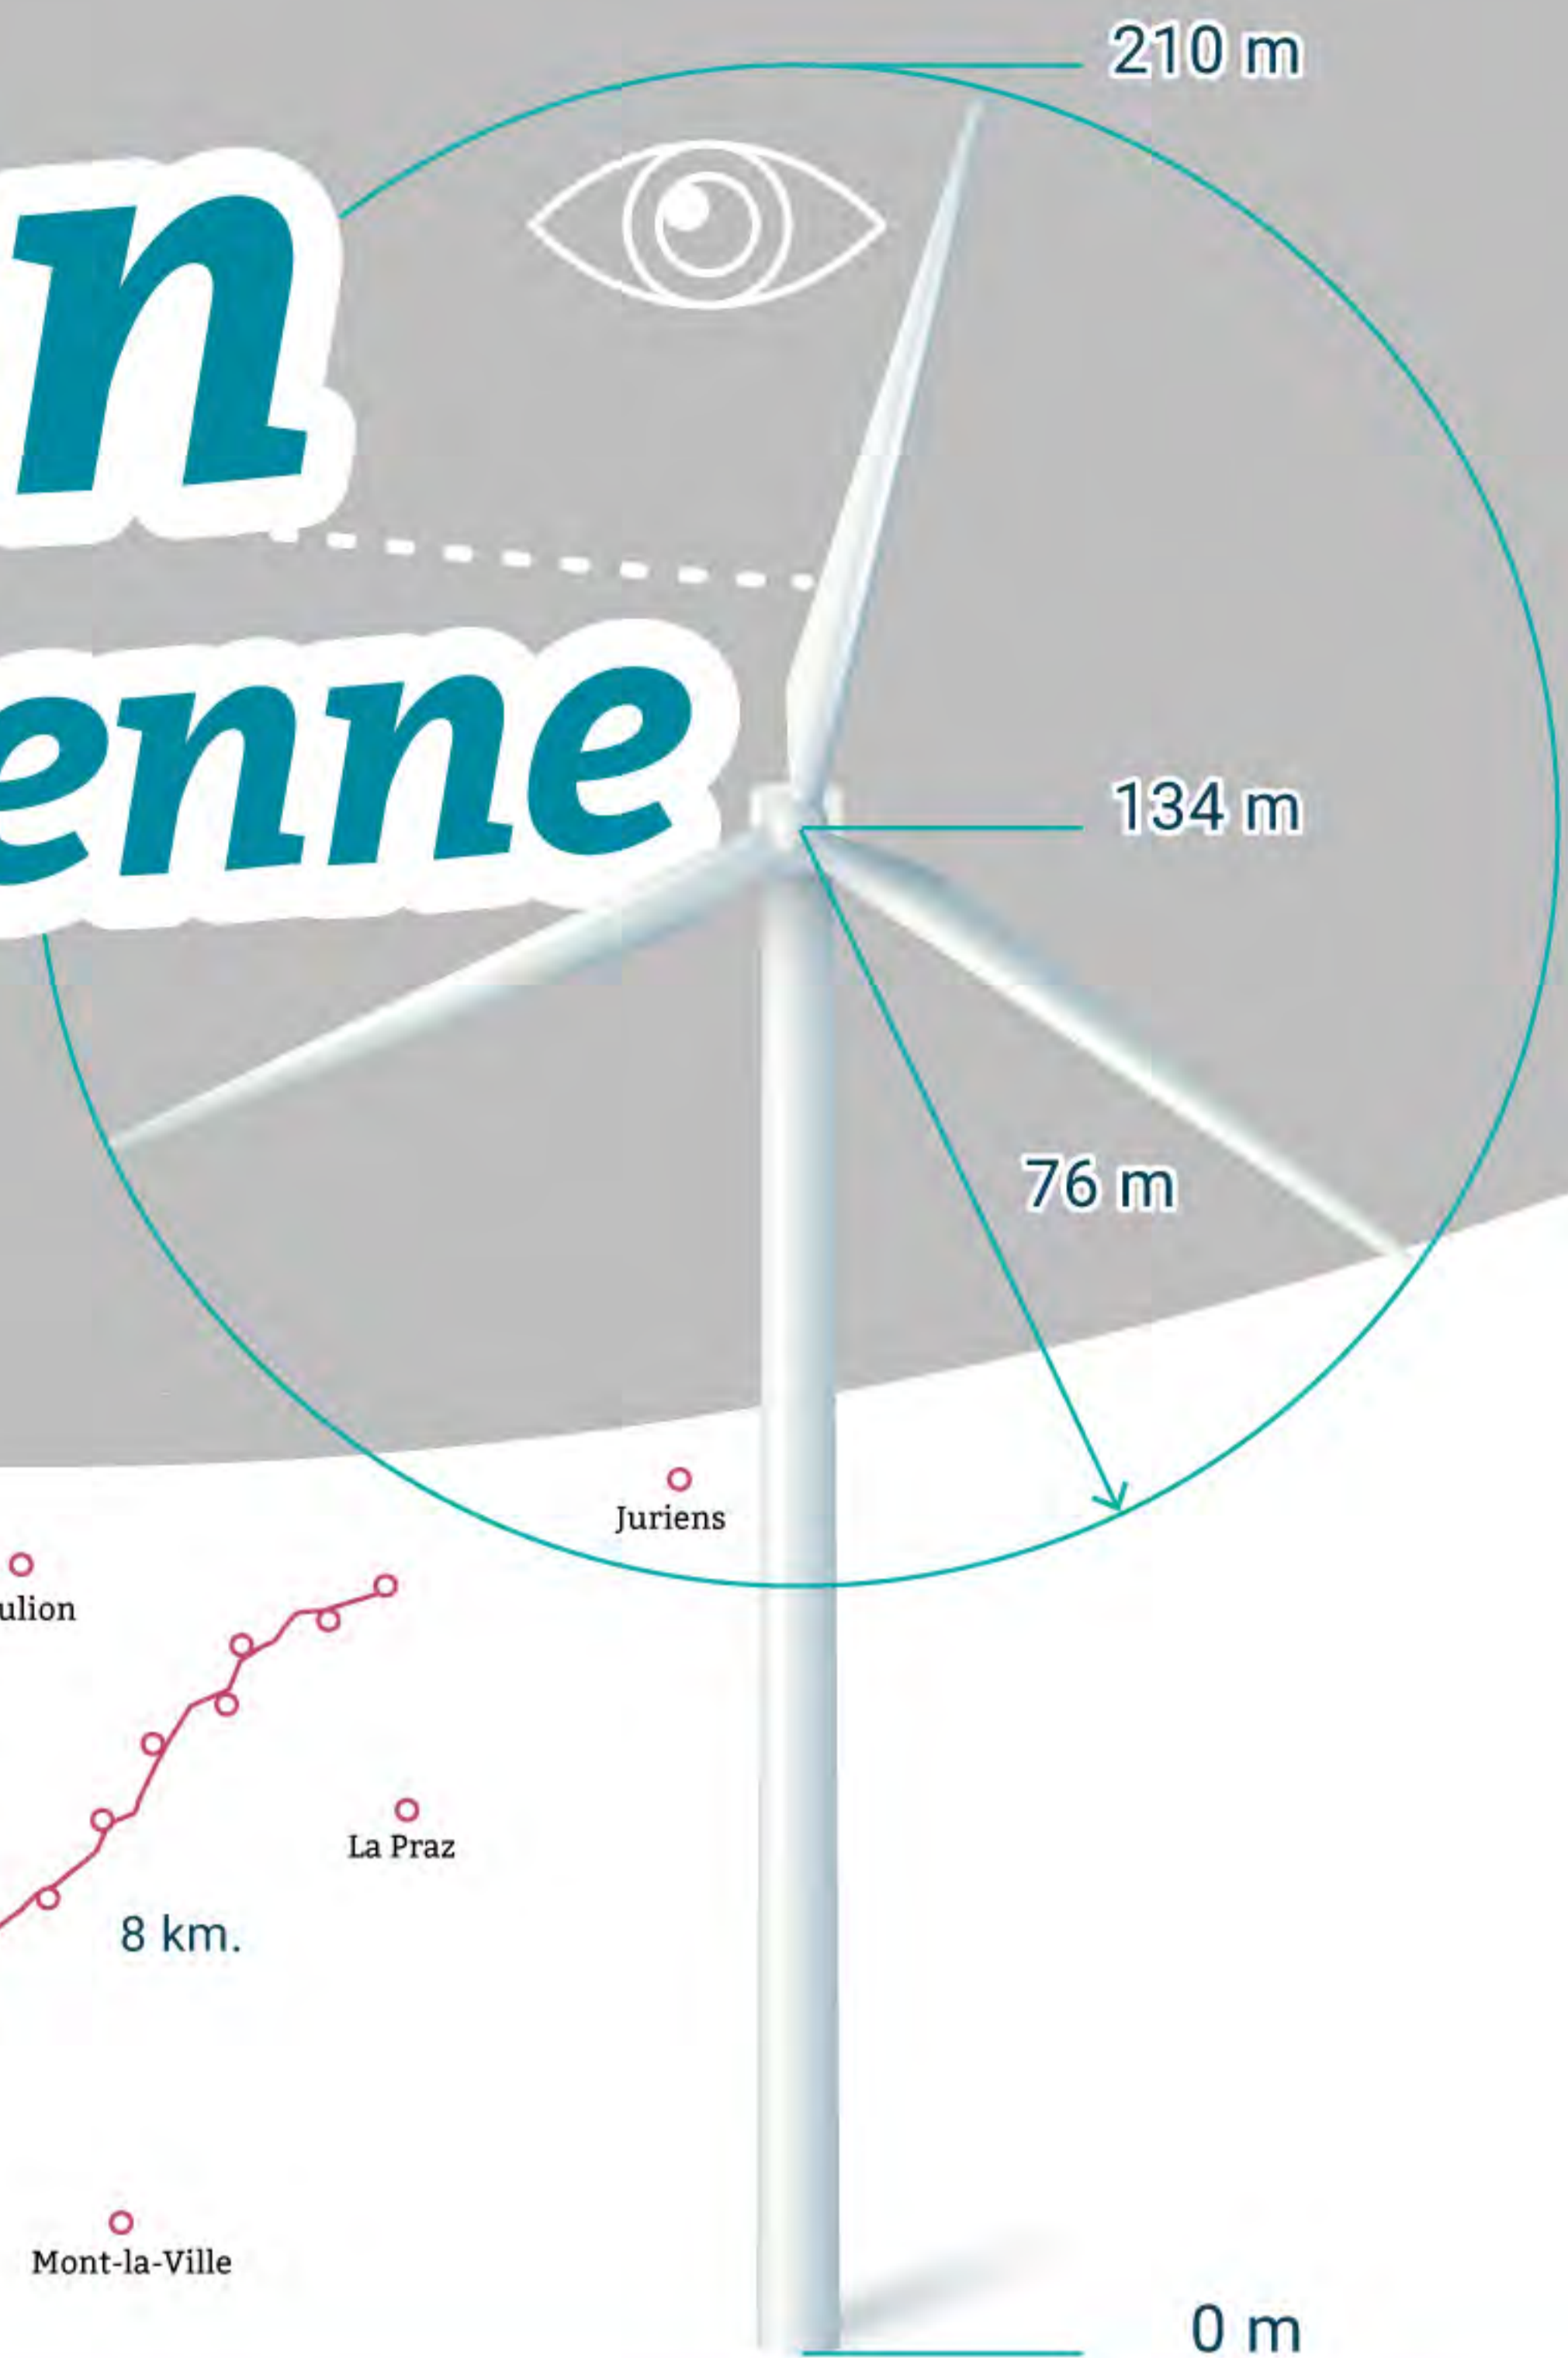 210 m
n
enne
134 m
76 m
Juriens
ulion
La Praz
8 km.
Mont-la-Ville
0 m